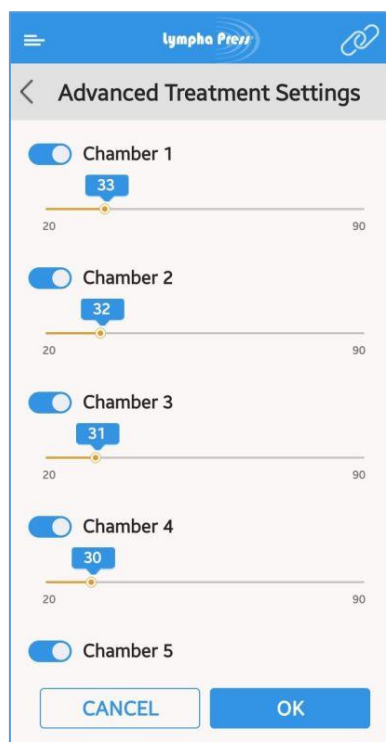 Lympha Press
Advanced Treatment Settings
Chamber 1
33
20 90
Chamber 2
32
20 90
Chamber 3
31
20 90
Chamber 4
30
20 90
Chamber 5
CANCEL OK